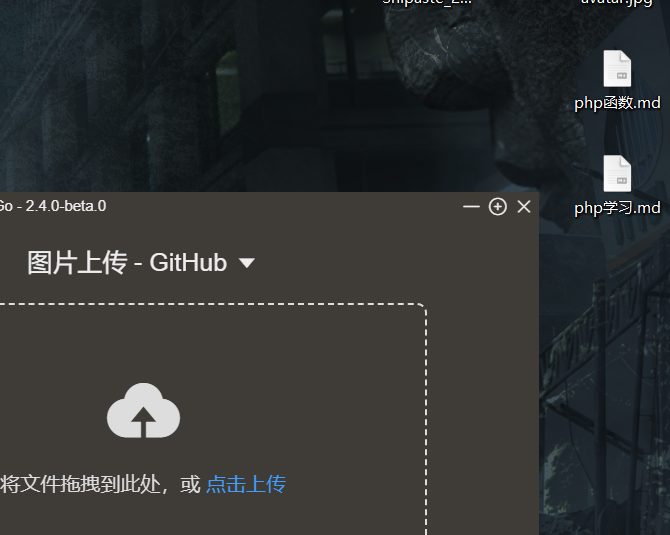 avatar.jpg
php函数.md
Go - 2.4.0-beta.0
php学习.md
图片上传 - GitHub
将文件拖拽到此处，或 点击上传